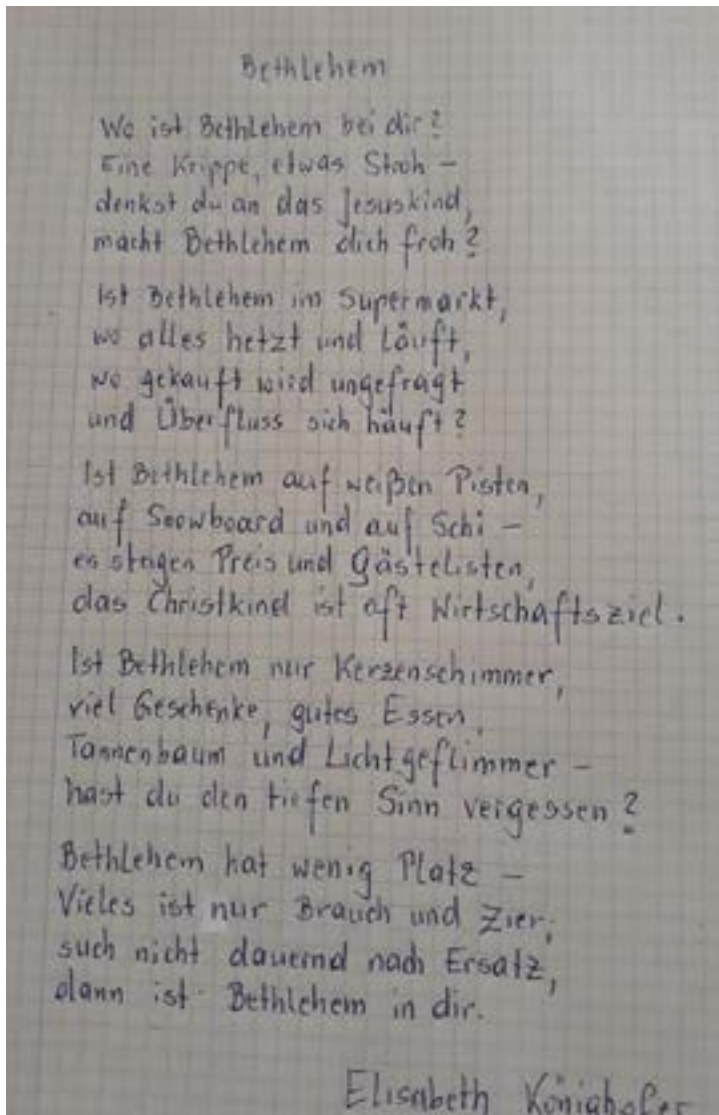 Bethlehem
Wo ist Bethlehem bei dir?
Eine Krippe, etwas Stroh –
denkst du an das Jesuskind,
macht Bethlehem dich froh?
Ist Bethlehem im Supermarkt,
wo alles hetzt und läuft,
wo gekauft wird ungefragt
und Überfluss sich häuft?
Ist Bethlehem auf weißen Pisten,
auf Snowboard und auf Schi –
es steigen Preis und Gästelisten,
das Christkind ist oft Wirtschaftsziel.
Ist Bethlehem nur Kerzenschimmer,
viel Geschenke, gutes Essen,
Tannenbaum und Lichtgeflimmer –
hast du den tiefen Sinn vergessen?
Bethlehem hat wenig Platz –
Vieles ist nur Brauch und Zier;
such nicht dauernd nach Ersatz,
dann ist Bethlehem in dir.
Elisabeth Könighofer